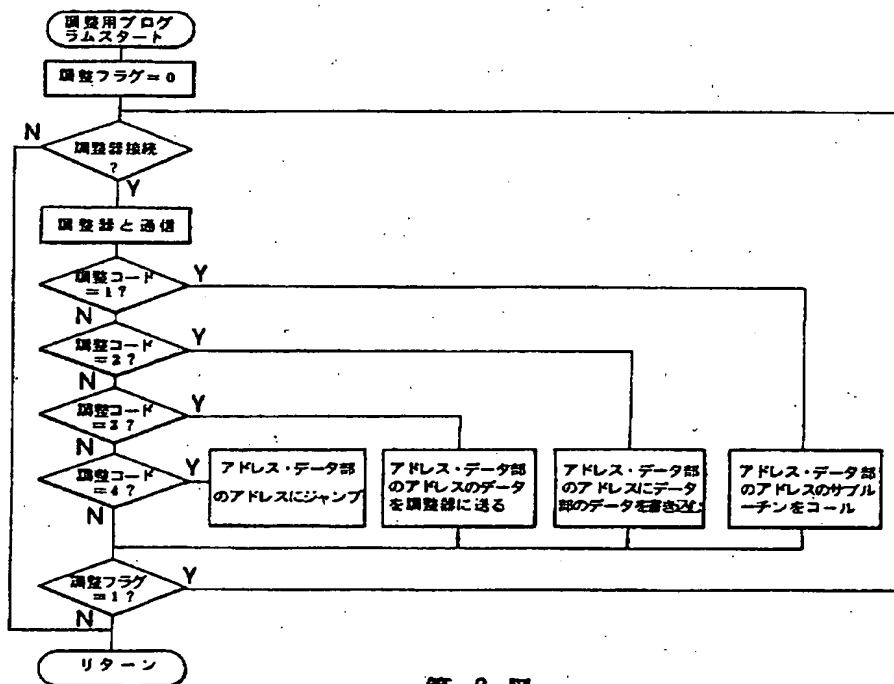 調整用プログ
ラムスタート
調整フラグ=0
N
調整器接続
?
Y
調整器と通信
調整コード
=1?
Y
N
調整コード
=2?
Y
N
調整コード
=3?
Y
N
調整コード
=4?
Y
N
アドレス・データ部
のアドレスにジャンプ
アドレス・データ部
のアドレスのデータ
を調整器に送る
アドレス・データ部
のアドレスにデータ
部のデータを書き込む
アドレス・データ部
のアドレスのサブル
ーチンをコール
調整フラグ
=1?
Y
N
リターン